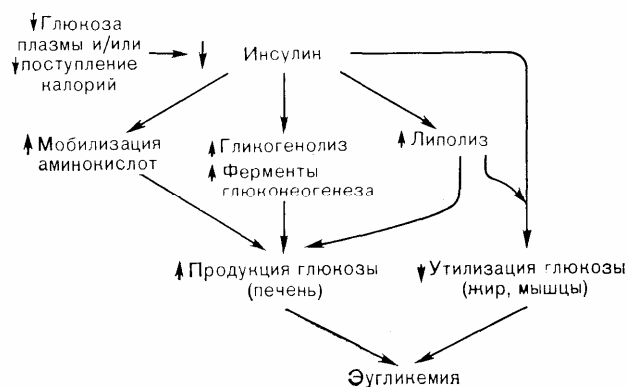 ↓Глюкоза
плазмы и/или
↓поступление
калорий
↓ Инсулин
↑ Мобилизация
аминокислот
↑ Гликогенолиз
↑ Ферменты
глюконеогенеза
↑ Липолиз
↑ Продукция глюкозы
(печень)
↓ Утилизация глюкозы
(жир, мышцы)
Эугликемия